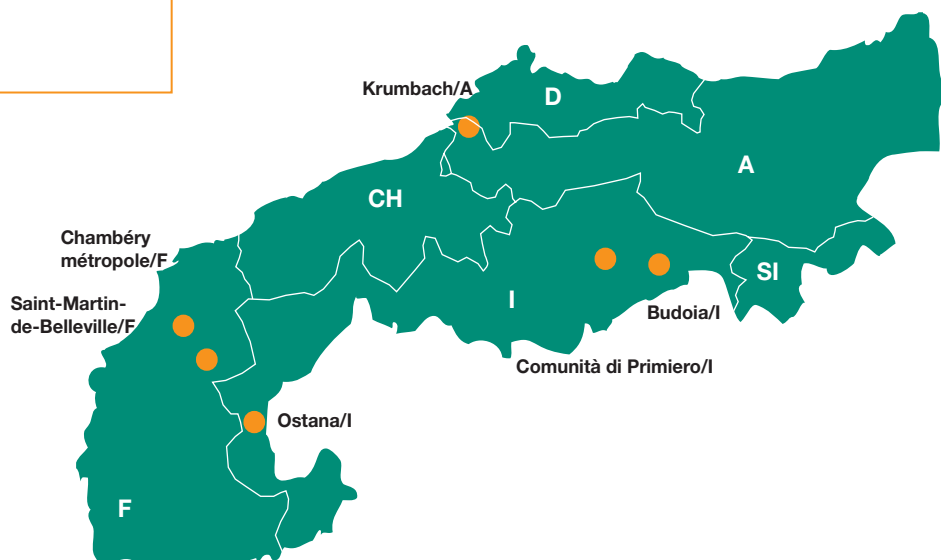 Krumbach/A
D
A
CH
Chambéry
métropole/F
SI
Saint-Martin-
de-Belleville/F
I
Budoia/I
Comunità di Primiero/I
Ostana/I
F